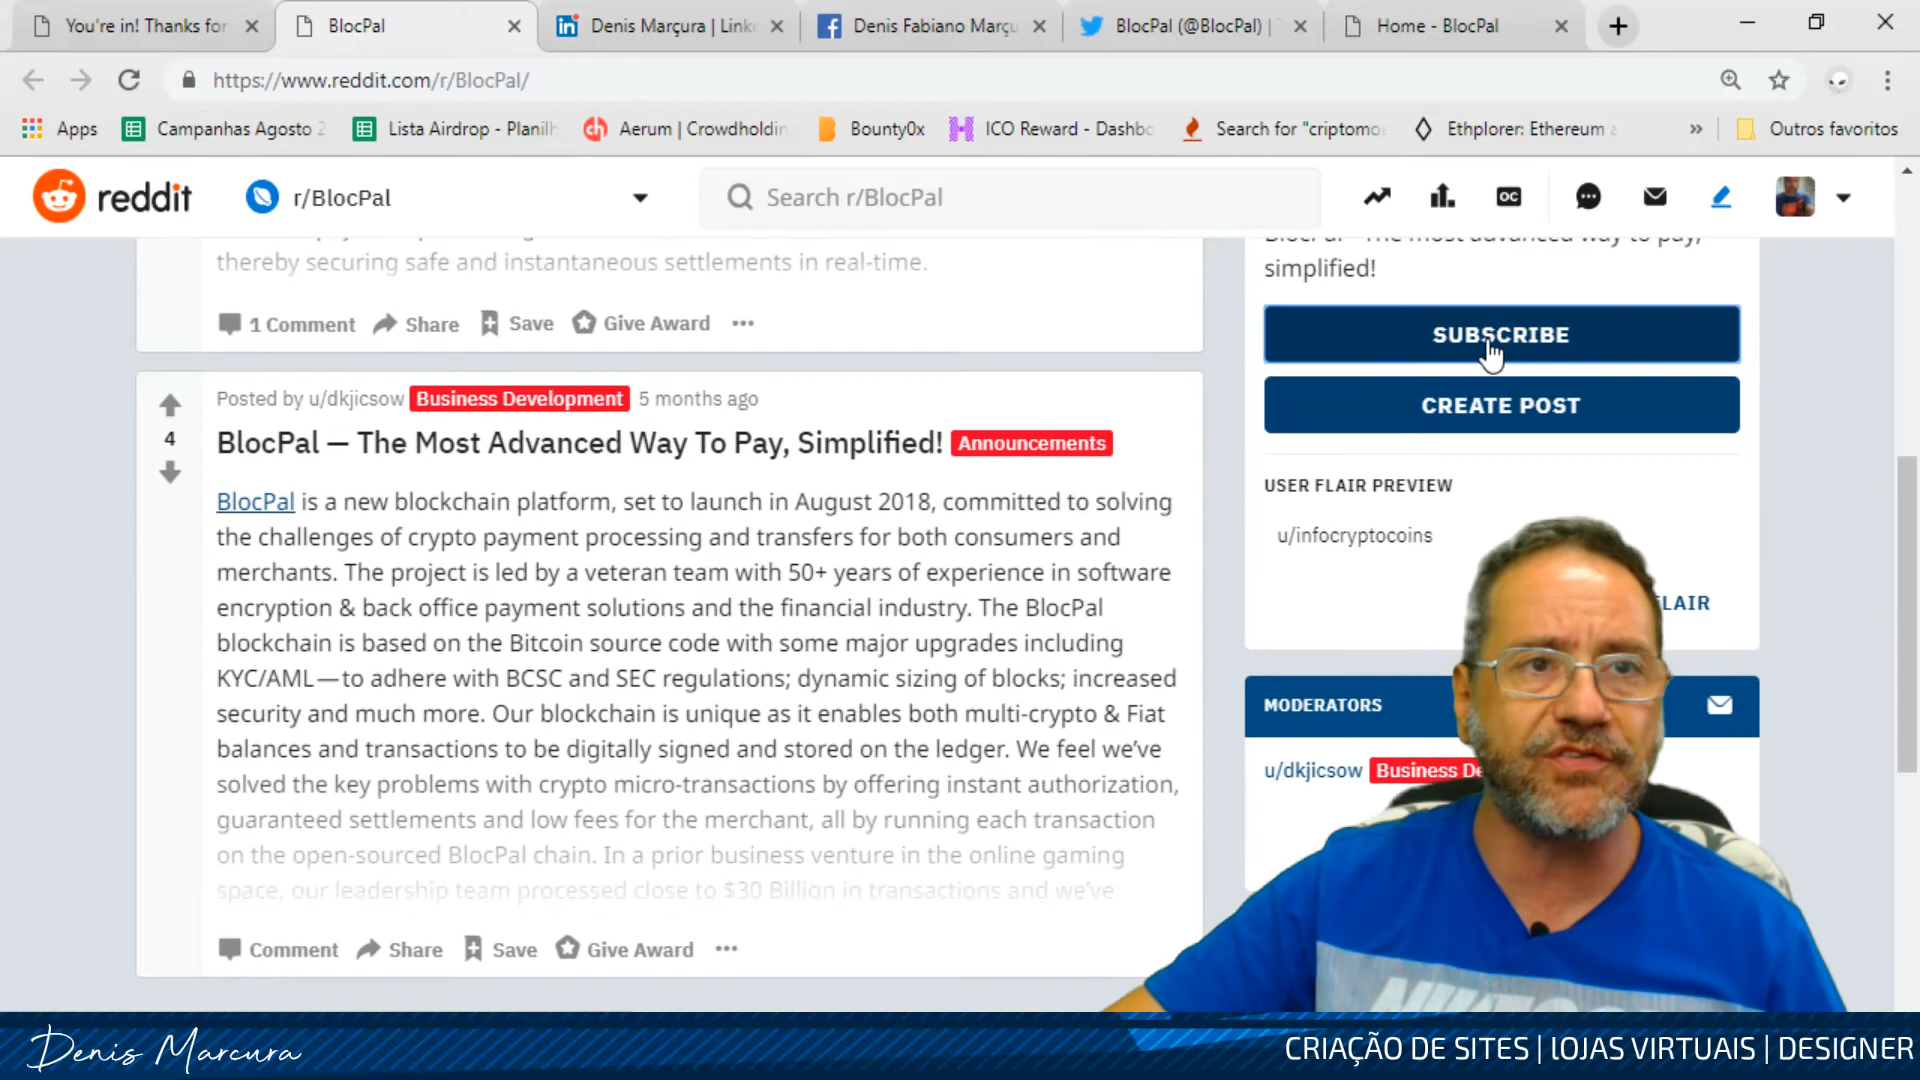 You're in! Thanks for
BlocPal
Denis Marçura | Linke
Denis Fabiano Marçu
BlocPal (@BlocPal) |
Home - BlocPal
https://www.reddit.com/r/BlocPal/
Apps
Campanhas Agosto 2
Lista Airdrop - Planilh
Aerum | Crowdholdin
Bounty0x
ICO Reward - Dashbo
Search for "criptomo
Ethplorer: Ethereum a
Outros favoritos
reddit
r/BlocPal
Search r/BlocPal
OC
thereby securing safe and instantaneous settlements in real-time.
1 Comment Share Save Give Award
Posted by u/dkjicsow Business Development 5 months ago
4
BlocPal — The Most Advanced Way To Pay, Simplified! Announcements
BlocPal is a new blockchain platform, set to launch in August 2018, committed to solving
the challenges of crypto payment processing and transfers for both consumers and
merchants. The project is led by a veteran team with 50+ years of experience in software
encryption & back office payment solutions and the financial industry. The BlocPal
blockchain is based on the Bitcoin source code with some major upgrades including
KYC/AML—to adhere with BCSC and SEC regulations; dynamic sizing of blocks; increased
security and much more. Our blockchain is unique as it enables both multi-crypto & Fiat
balances and transactions to be digitally signed and stored on the ledger. We feel we've
solved the key problems with crypto micro-transactions by offering instant authorization,
guaranteed settlements and low fees for the merchant, all by running each transaction
on the open-sourced BlocPal chain. In a prior business venture in the online gaming
space, our leadership team processed close to $30 Billion in transactions and we've
Comment Share Save Give Award
BlocPal - The most advanced way to pay,
simplified!
SUBSCRIBE
CREATE POST
USER FLAIR PREVIEW
u/infocryptocoins
LAIR
MODERATORS
u/dkjicsow Business De
Denis Marcura
CRIAÇÃO DE SITES | LOJAS VIRTUAIS | DESIGNER